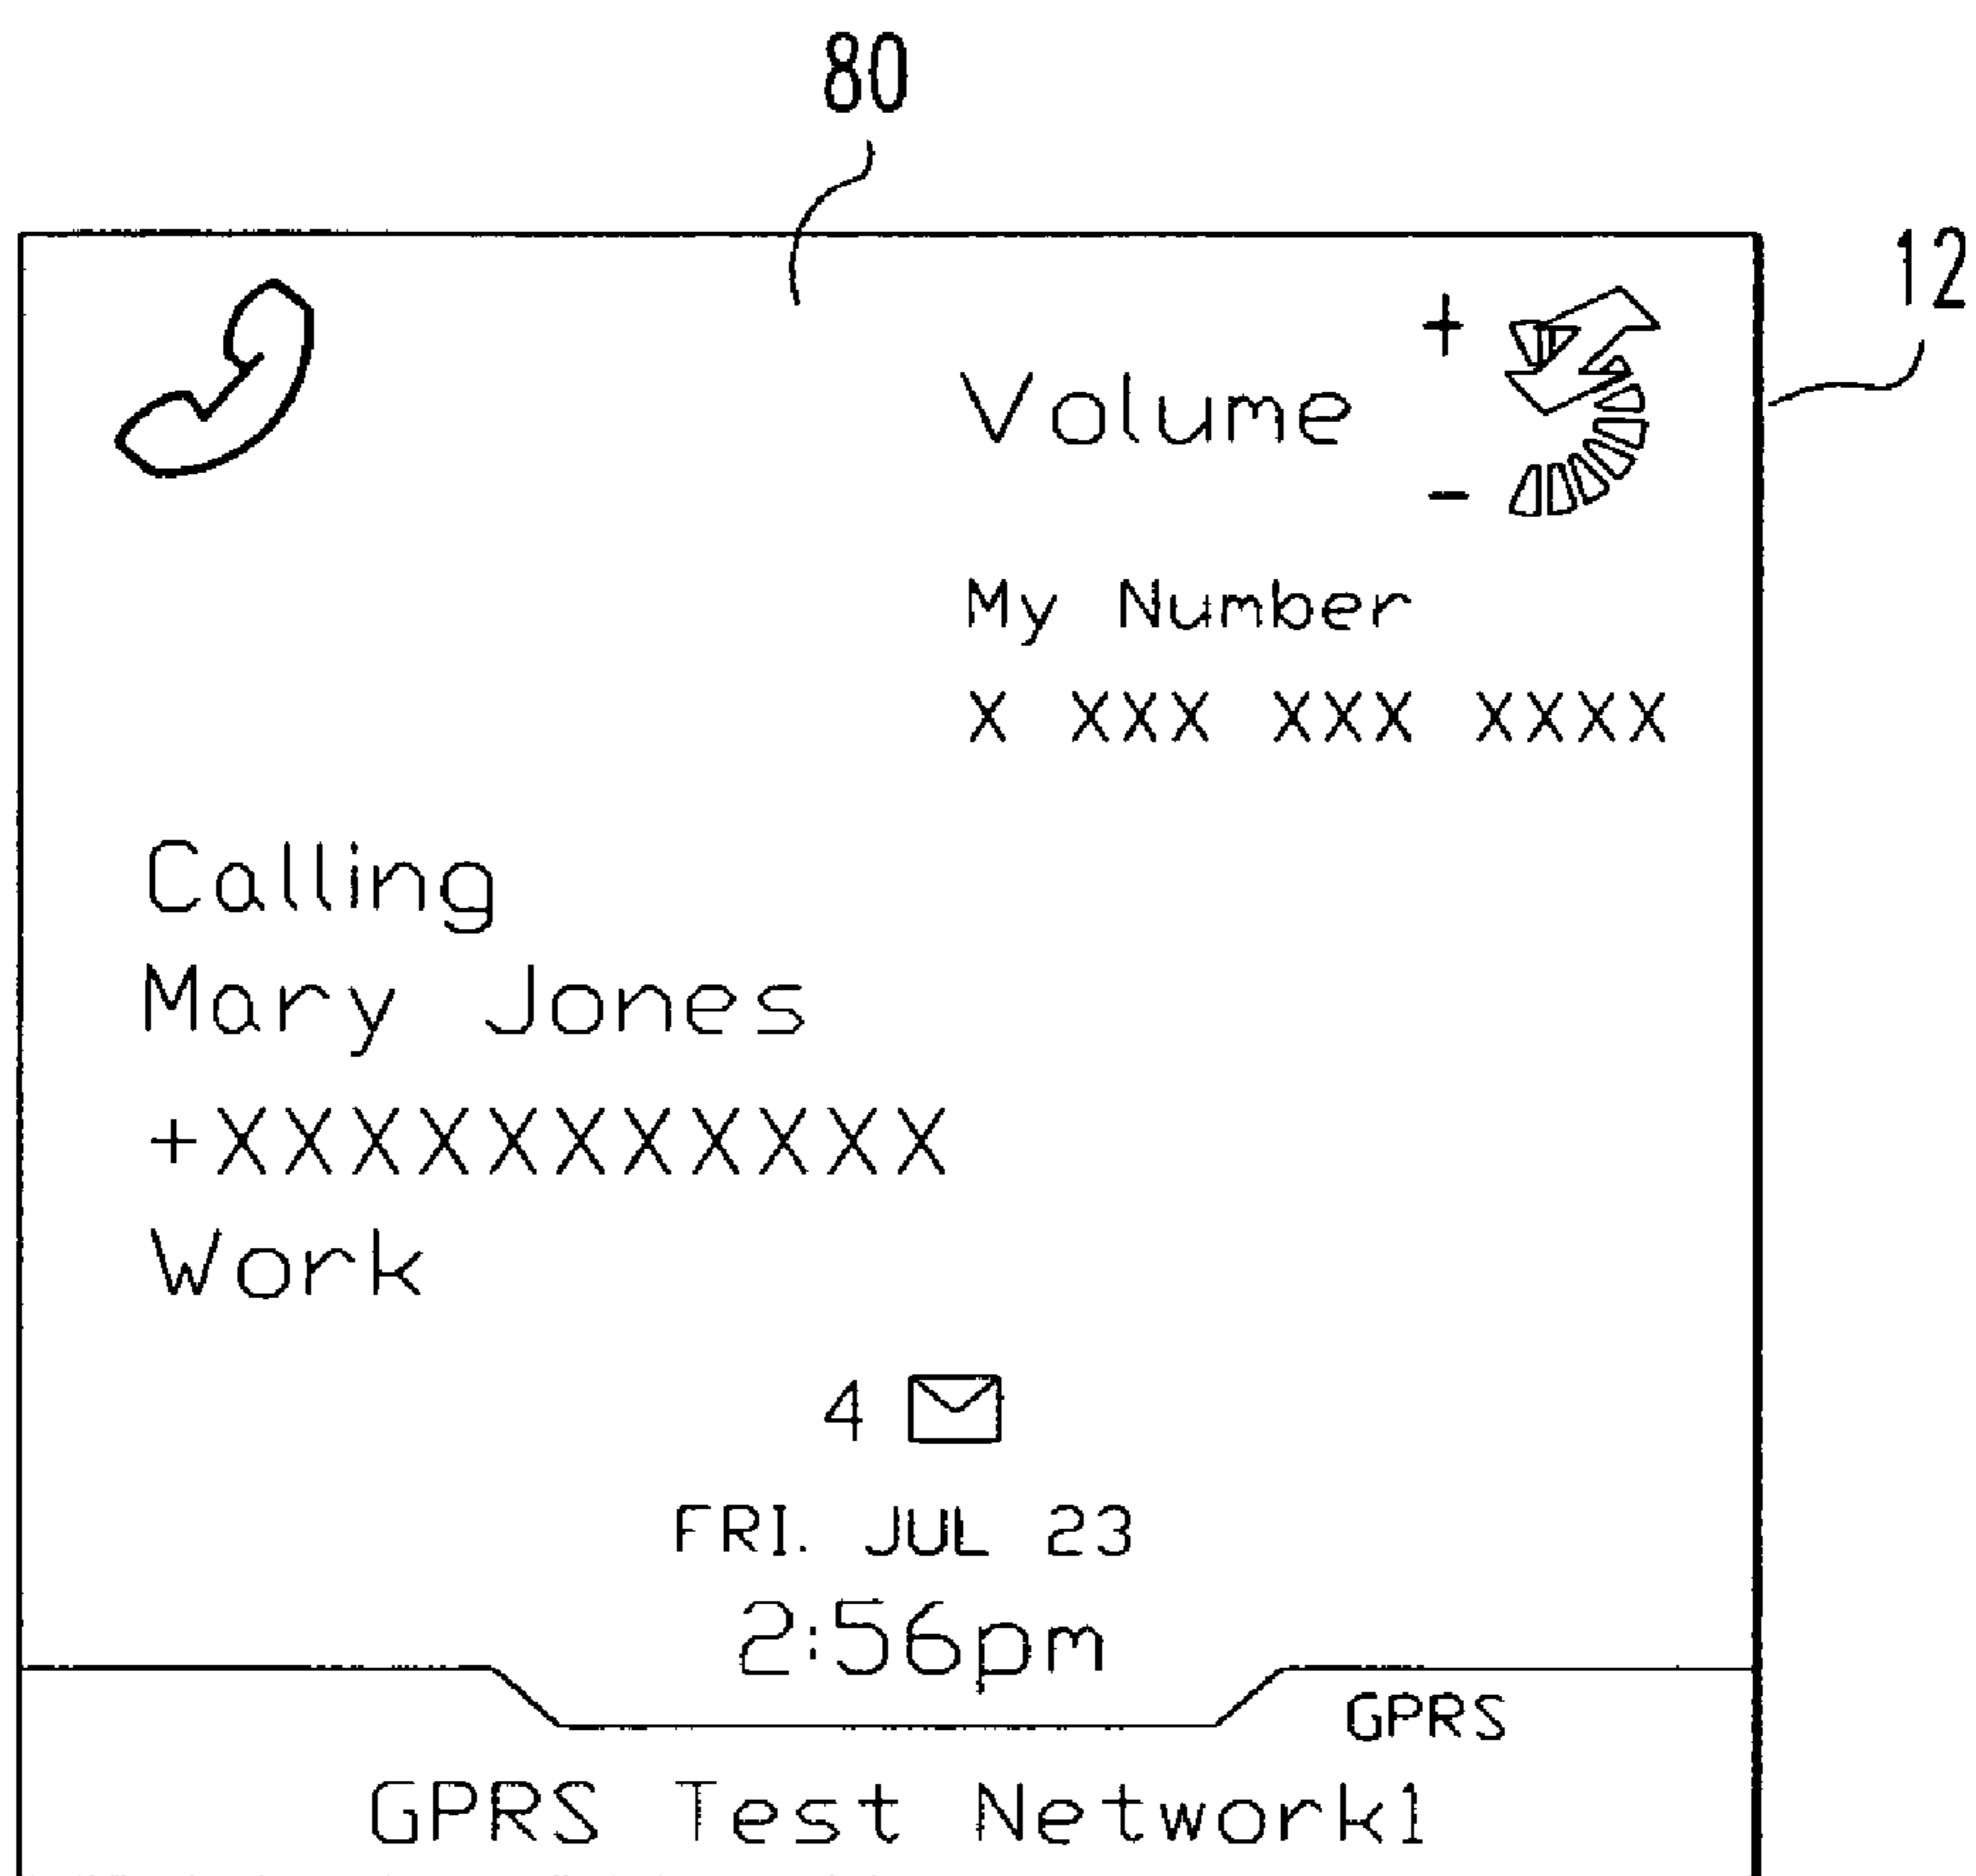 80
12
+
Volume
-
My Number
X XXX XXX XXXX
Calling
Mary Jones
+XXXXXXXXXXX
Work
4
FRI. JUL 23
2:56pm
GPRS
GPRS Test Network1